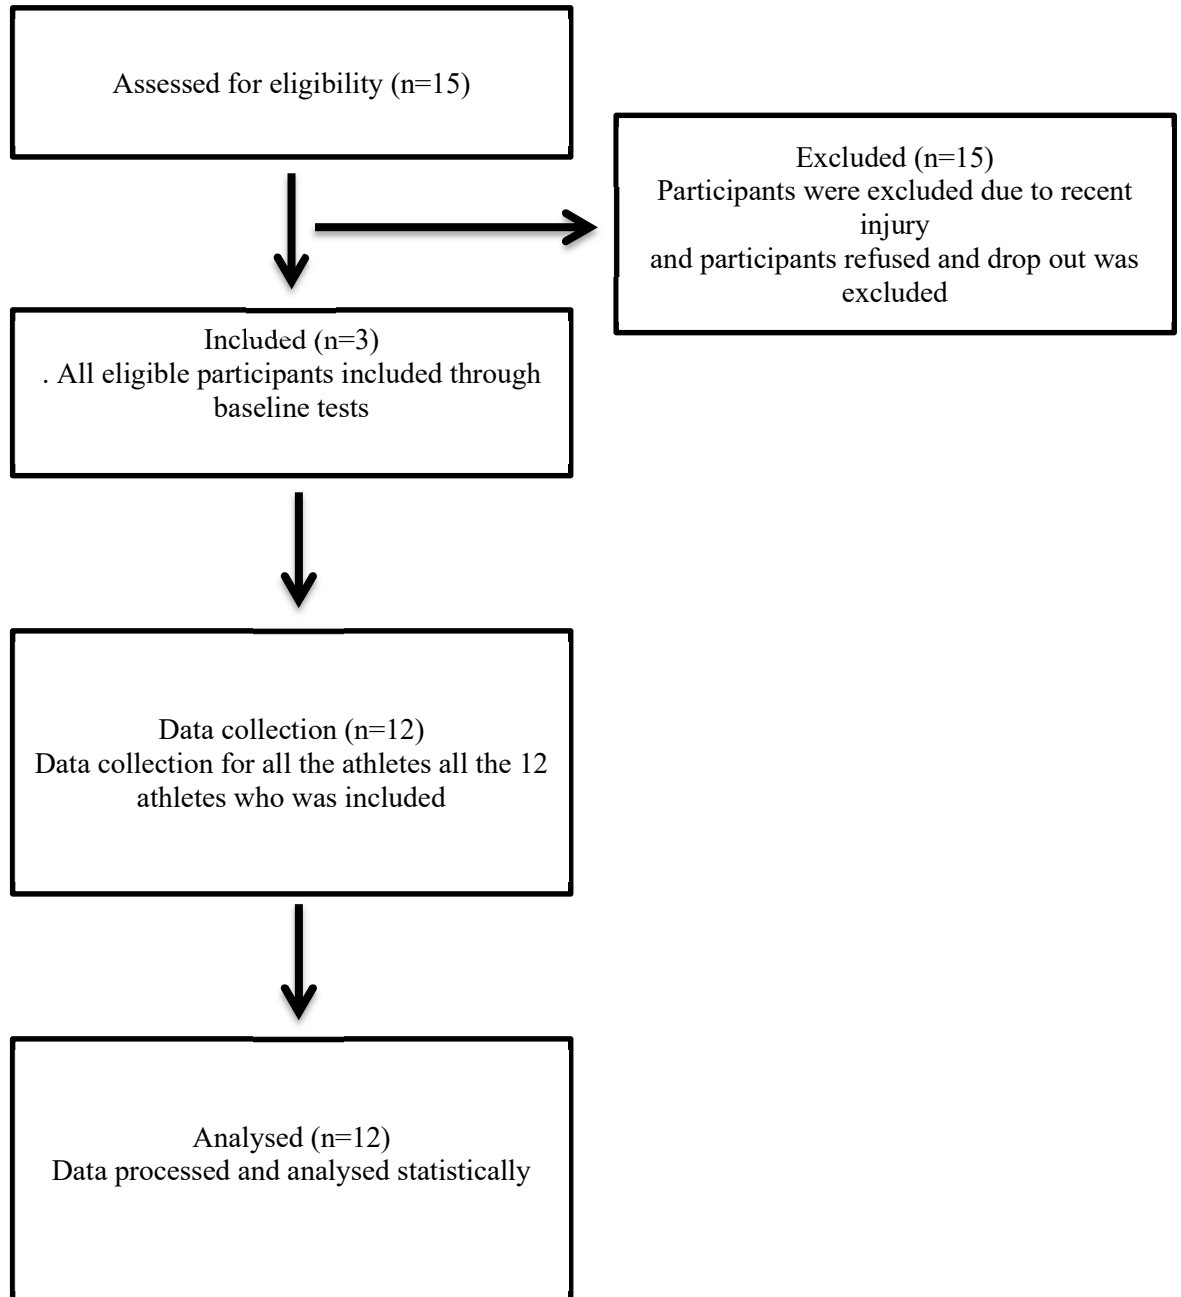 Assessed for eligibility (n=15)
Excluded (n=15)
Participants were excluded due to recent
injury
and participants refused and drop out was
excluded
Included (n=3)
. All eligible participants included through
baseline tests
Data collection (n=12)
Data collection for all the athletes all the 12
athletes who was included
Analysed (n=12)
Data processed and analysed statistically